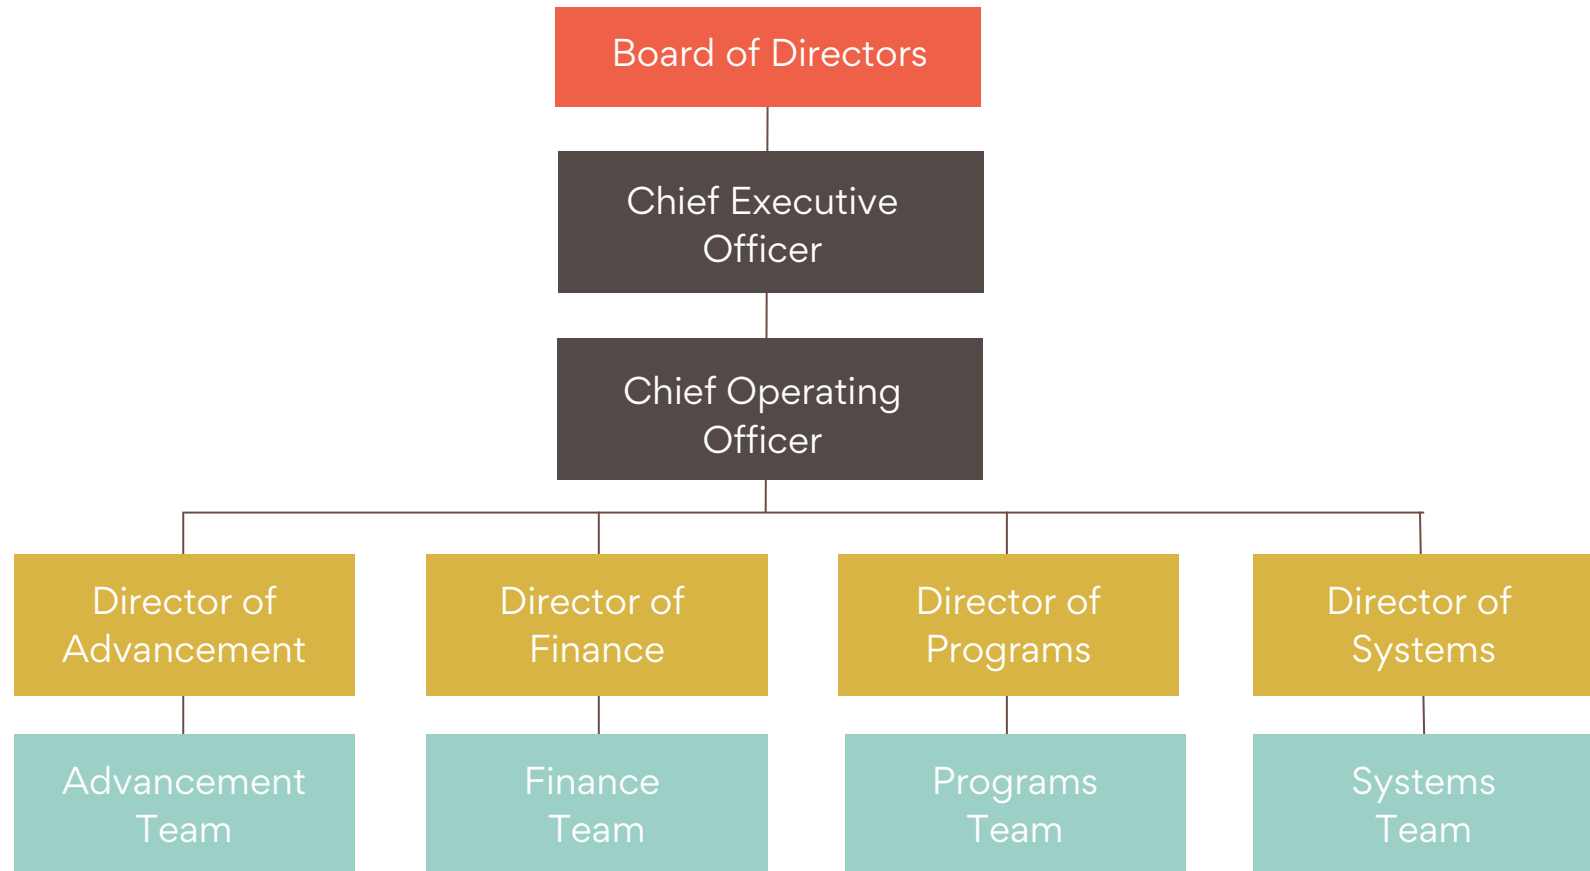 Board of Directors
Chief Executive
Officer
Chief Operating
Officer
Director of
Advancement
Director of
Finance
Director of
Programs
Director of
Systems
Advancement
Team
Finance
Team
Programs
Team
Systems
Team